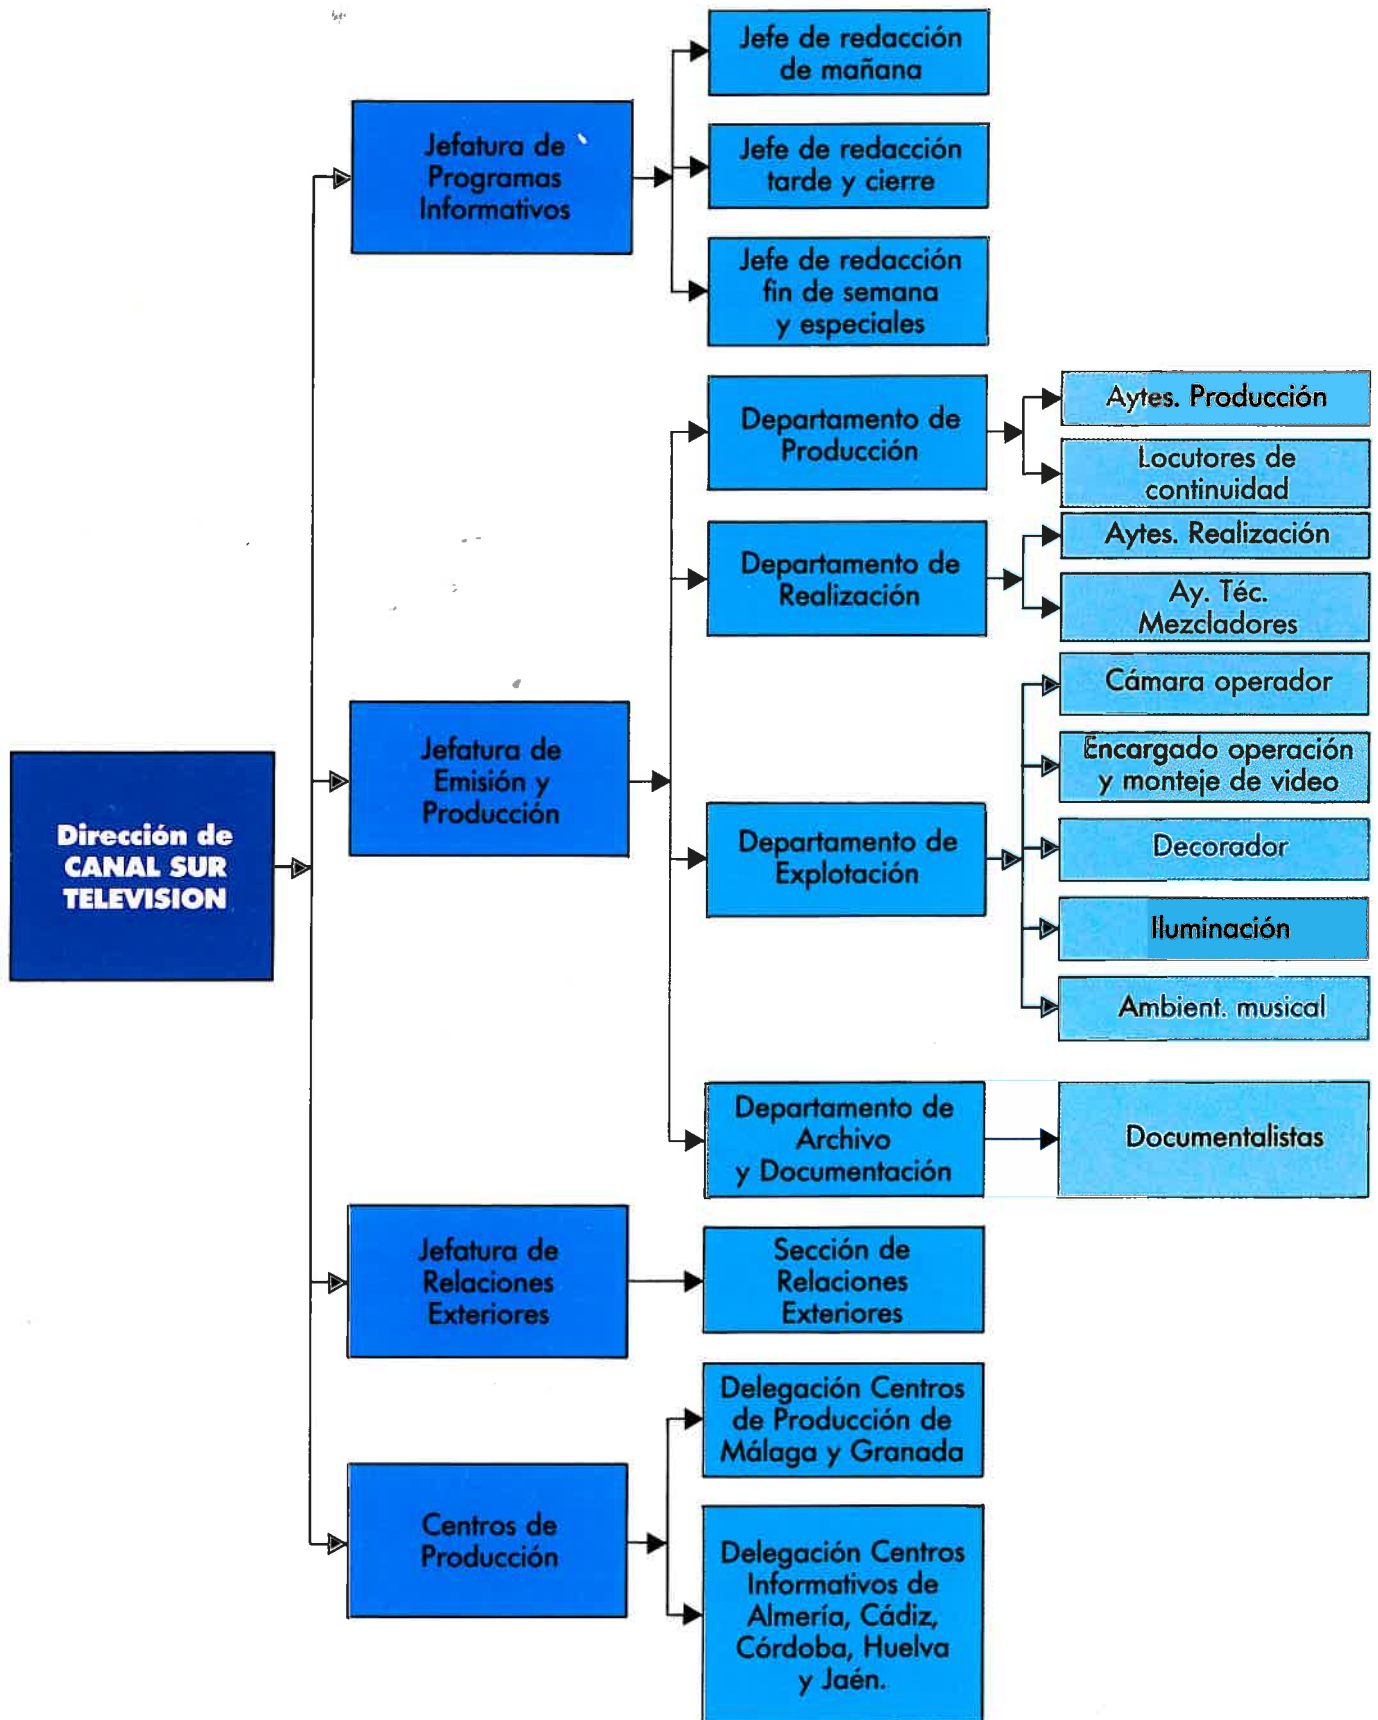 Jefe de redacción
de mañana
Jefatura de
Programas
Informativos
Jefe de redacción
tarde y cierre
Jefe de redacción
fin de semana
y especiales
Departamento de
Producción
Aytes. Producción
Locutores de
continuidad
Departamento de
Realización
Aytes. Realización
Ay. Téc.
Mezcladores
Dirección de
CANAL SUR
TELEVISION
Jefatura de
Emisión y
Producción
Departamento de
Explotación
Cámara operador
Encargado operación
y monteje de video
Decorador
Iluminación
Ambient. musical
Departamento de
Archivo
y Documentación
Documentalistas
Jefatura de
Relaciones
Exteriores
Sección de
Relaciones
Exteriores
Centros de
Producción
Delegación Centros
de Producción de
Málaga y Granada
Delegación Centros
Informativos de
Almería, Cádiz,
Córdoba, Huelva
y Jaén.